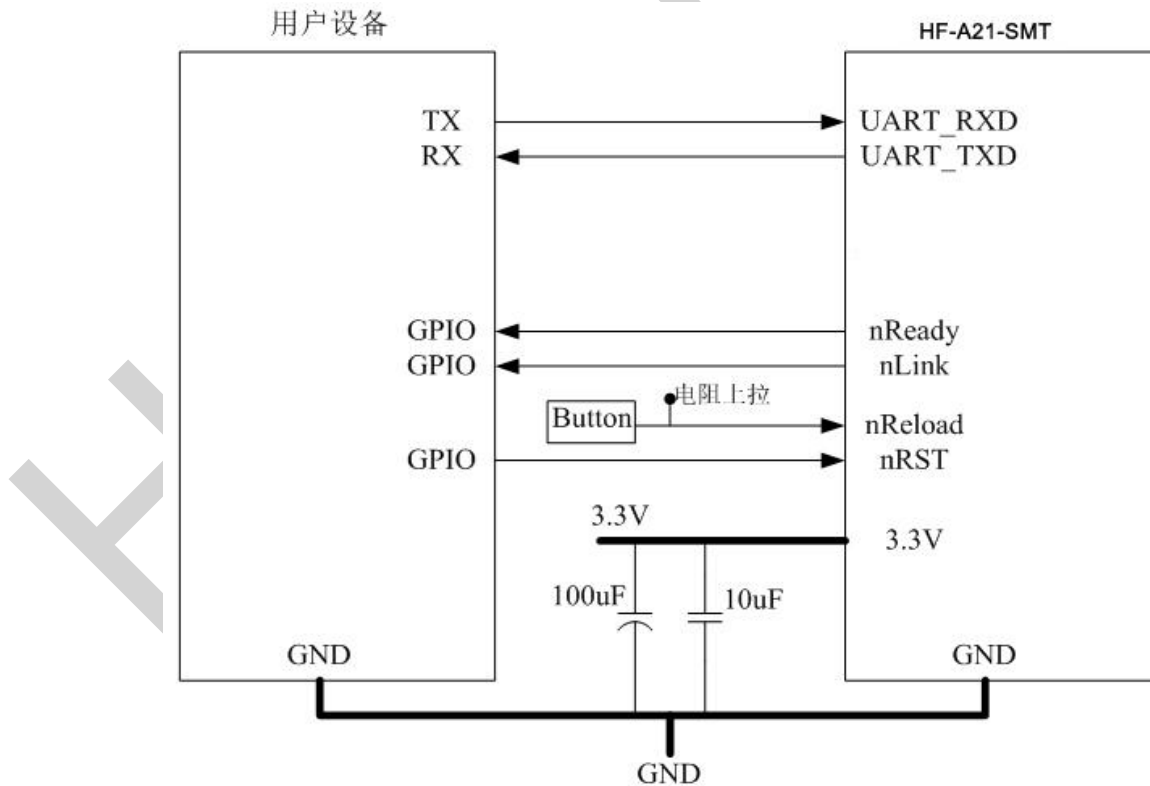 用户设备
HF-A21-SMT
TX
UART_RXD
RX
UART_TXD
GPIO
nReady
GPIO
nLink
电阻上拉
Button
nReload
GPIO
nRST
3.3V
3.3V
100uF
10uF
GND
GND
GND